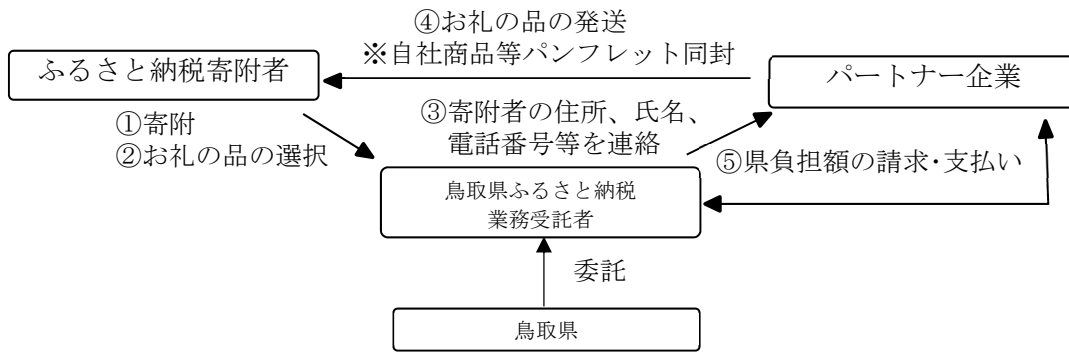 ④お礼の品の発送
※自社商品等パンフレット同封
ふるさと納税寄附者
パートナー企業
①寄附
②お礼の品の選択
③寄附者の住所、氏名、
電話番号等を連絡
⑤県負担額の請求・支払い
鳥取県ふるさと納税
業務受託者
委託
鳥取県